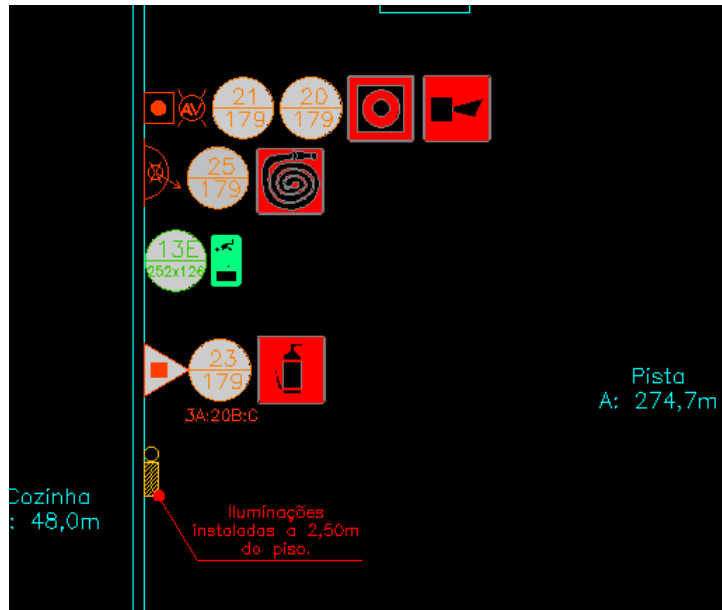 AV
21
179
20
179
25
179
13E
252x126
23
179
3A:20B:C
Pista
A: 274,7m
Cozinha
: 48,0m
Iluminações
instaladas a 2,50m
do piso.